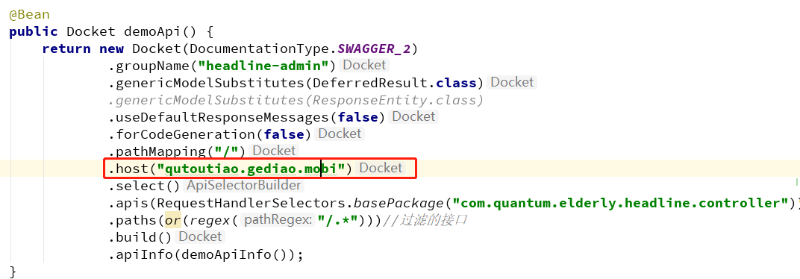 @Bean
public Docket demoApi() {
return new Docket(DocumentationType.SWAGGER_2)
.groupName("headline-admin") Docket
.genericModelSubstitutes(DeferredResult.class) Docket
.genericModelSubstitutes(ResponseEntity.class)
.useDefaultResponseMessages(false) Docket
.forCodeGeneration(false) Docket
.pathMapping("/") Docket
.host("qutoutiao.gediao.mobi") Docket
.select() ApiSelectorBuilder
.apis(RequestHandlerSelectors.basePackage("com.quantum.elderly.headline.controller"))
.paths(or(regex( pathRegex: "/.*")))//过滤的接口
.build() Docket
.apiInfo(demoApiInfo());
}